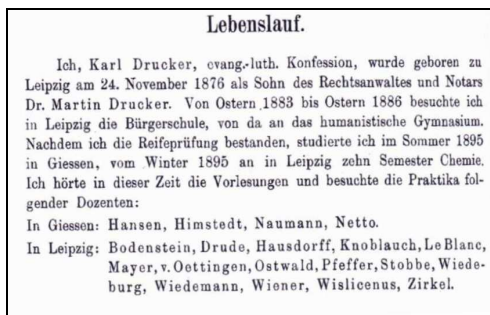 Lebenslauf.
Ich, Karl Drucker, evang.-luth. Konfession, wurde geboren zu
Leipzig am 24. November 1876 als Sohn des Rechtsanwaltes und Notars
Dr. Martin Drucker. Von Ostern 1883 bis Ostern 1886 besuchte ich
in Leipzig die Bürgerschule, von da an das humanistische Gymnasium.
Nachdem ich die Reifeprüfung bestanden, studierte ich im Sommer 1895
in Giessen, vom Winter 1895 an in Leipzig zehn Semester Chemie.
Ich hörte in dieser Zeit die Vorlesungen und besuchte die Praktika fol-
gender Dozenten:
In Giessen: Hansen, Himstedt, Naumann, Netto.
In Leipzig: Bodenstein, Drude, Hausdorff, Knoblauch, Le Blanc,
Mayer, v. Oettingen, Ostwald, Pfeffer, Stobbe, Wiede-
burg, Wiedemann, Wiener, Wislicenus, Zirkel.